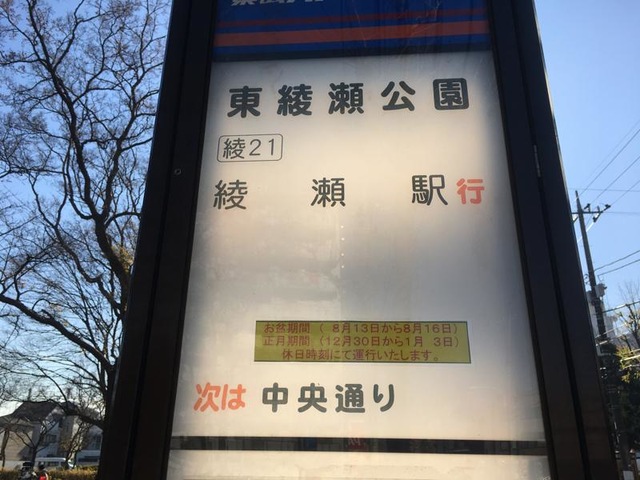 東綾瀬公園
綾21
綾瀬駅行
お盆期間（8月13日から8月16日）
正月期間（12月30日から1月3日）
休日時刻にて運行いたします。
次は 中央通り